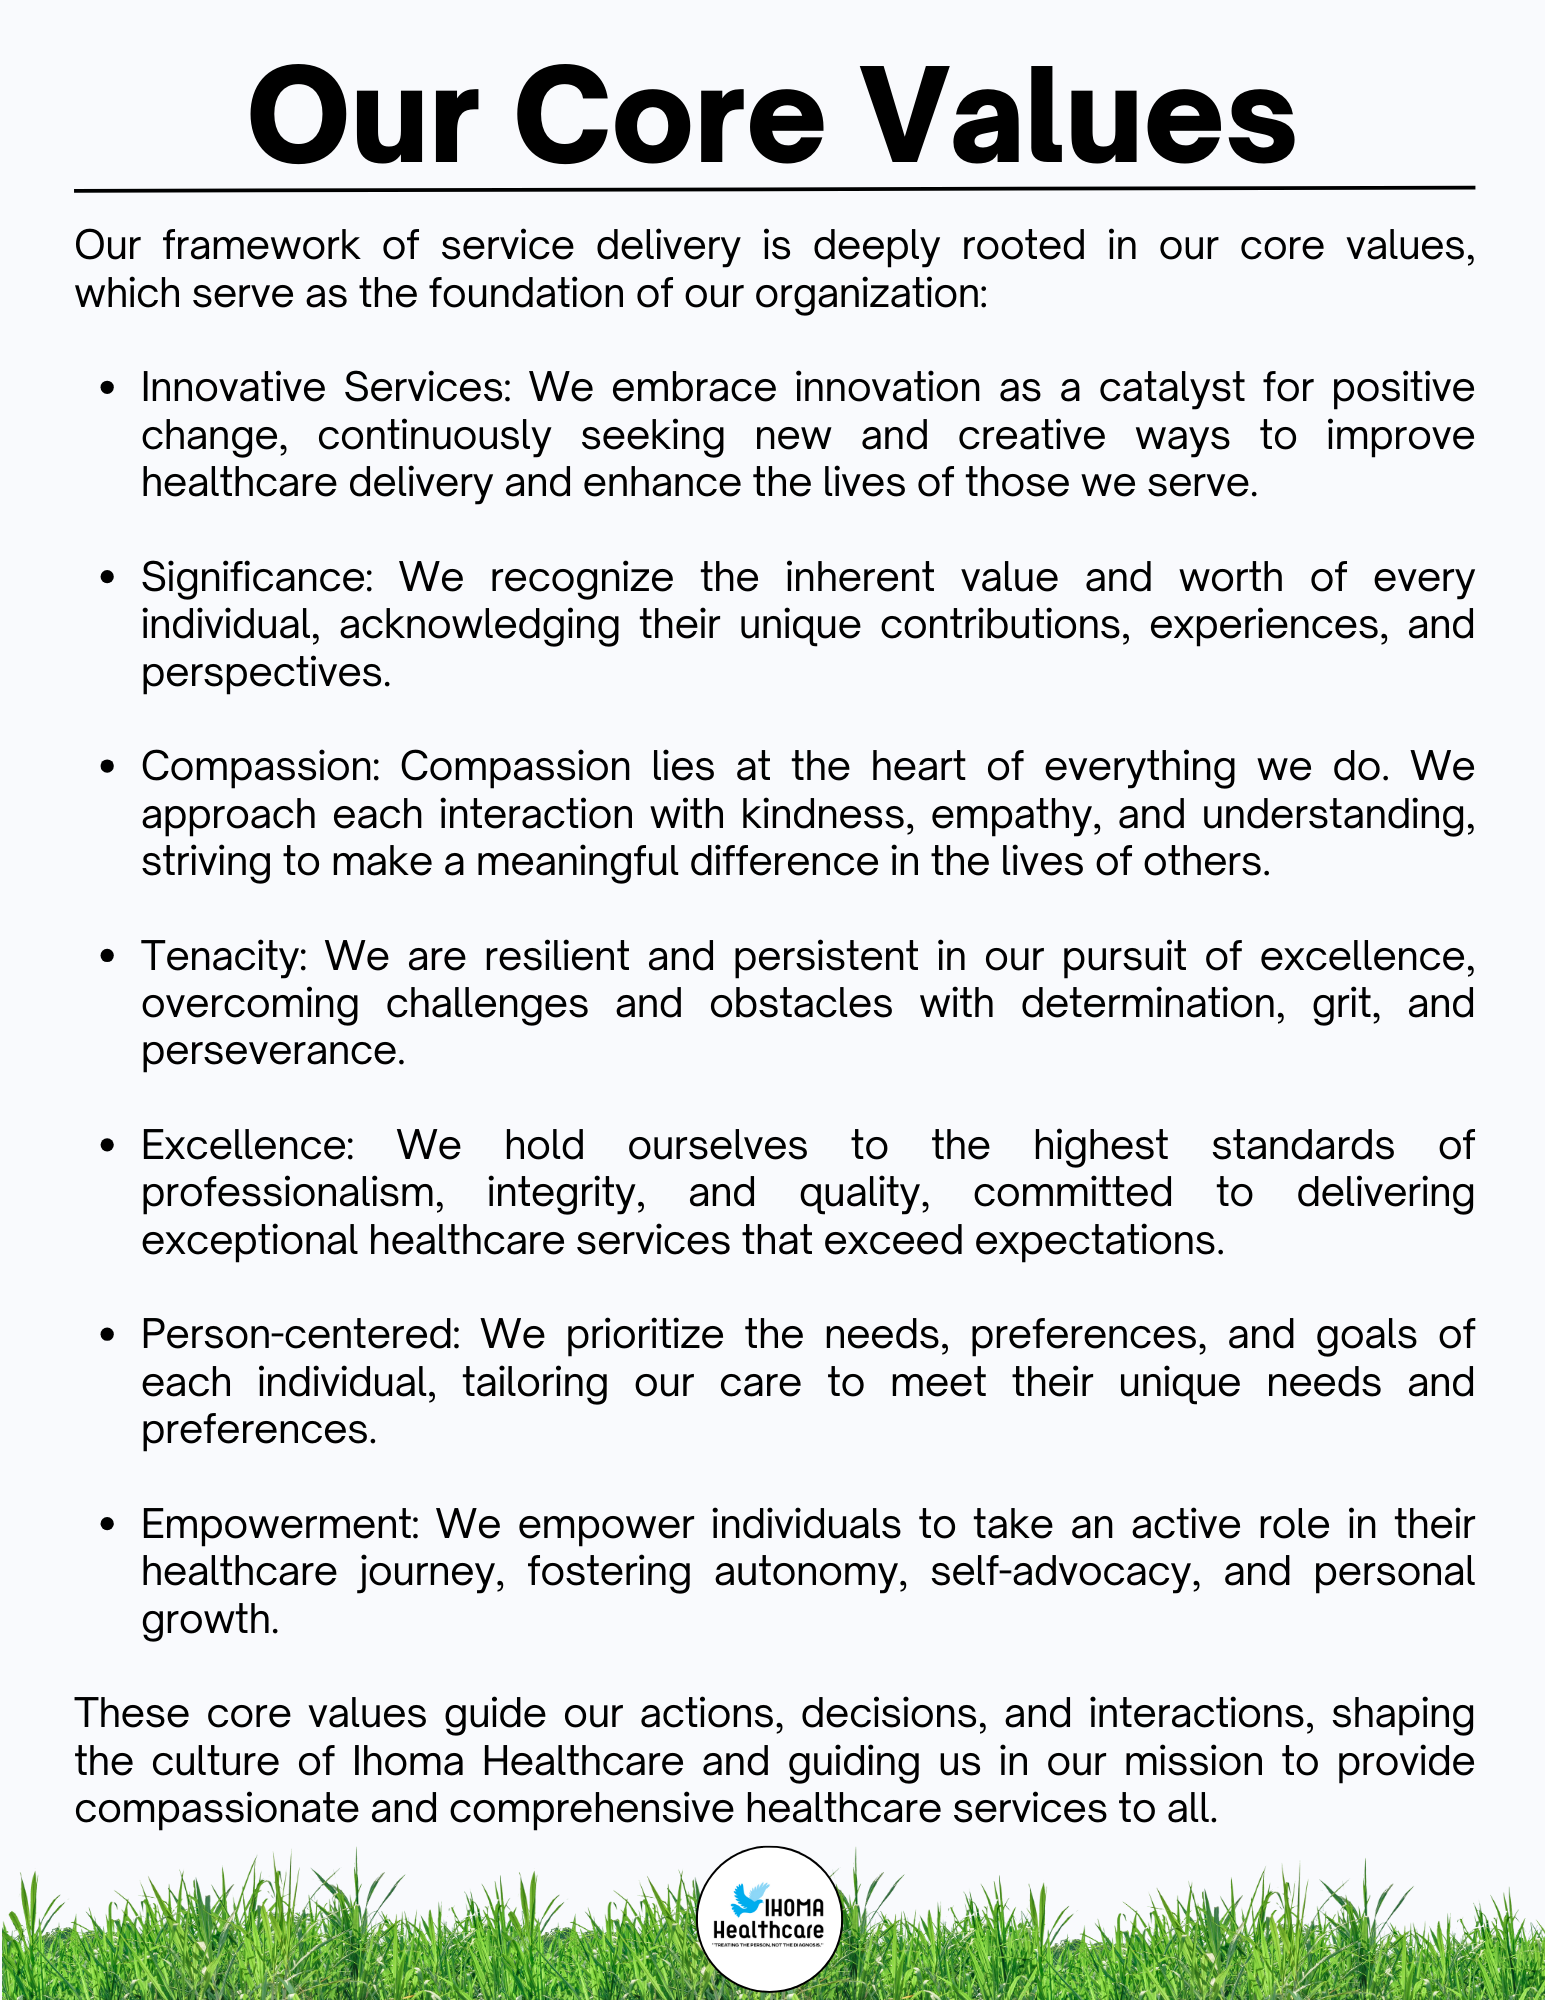 Our Core Values
Our framework of service delivery is deeply rooted in our core values,
which serve as the foundation of our organization:
• Innovative Services: We embrace innovation as a catalyst for positive
change, continuously seeking new and creative ways to improve
healthcare delivery and enhance the lives of those we serve.
• Significance: We recognize the inherent value and worth of every
individual, acknowledging their unique contributions, experiences, and
perspectives.
• Compassion: Compassion lies at the heart of everything we do. We
approach each interaction with kindness, empathy, and understanding,
striving to make a meaningful difference in the lives of others.
• Tenacity: We are resilient and persistent in our pursuit of excellence,
overcoming challenges and obstacles with determination, grit, and
perseverance.
• Excellence: We hold ourselves to the highest standards of
professionalism, integrity, and quality, committed to delivering
exceptional healthcare services that exceed expectations.
• Person-centered: We prioritize the needs, preferences, and goals of
each individual, tailoring our care to meet their unique needs and
preferences.
• Empowerment: We empower individuals to take an active role in their
healthcare journey, fostering autonomy, self-advocacy, and personal
growth.
These core values guide our actions, decisions, and interactions, shaping
the culture of Ihoma Healthcare and guiding us in our mission to provide
compassionate and comprehensive healthcare services to all.
IHOMA
Healthcare
"TREATING THE PERSON, NOT THE DIAGNOSIS."